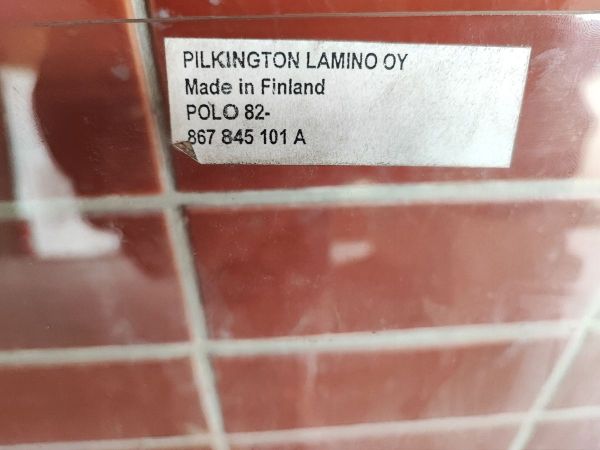 PILKINGTON LAMINO OY
Made in Finland
POLO 82-
867 845 101 A